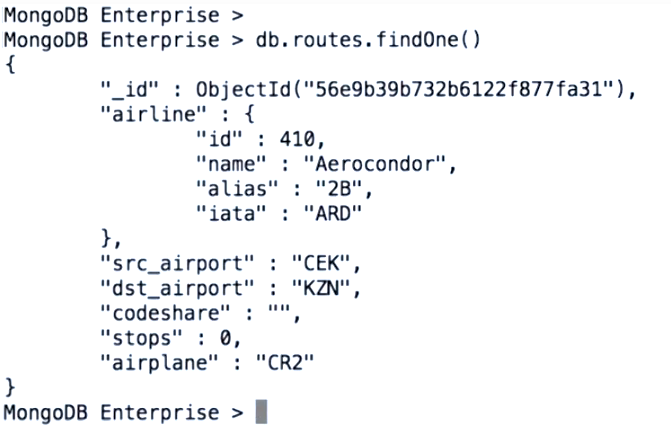 MongoDB Enterprise >
MongoDB Enterprise > db.routes.findOne()
{
        "_id" : ObjectId("56e9b39b732b6122f877fa31"),
        "airline" : {
                "id" : 410,
                "name" : "Aerocondor",
                "alias" : "2B",
                "iata" : "ARD"
        },
        "src_airport" : "CEK",
        "dst_airport" : "KZN",
        "codeshare" : "",
        "stops" : 0,
        "airplane" : "CR2"
}
MongoDB Enterprise >